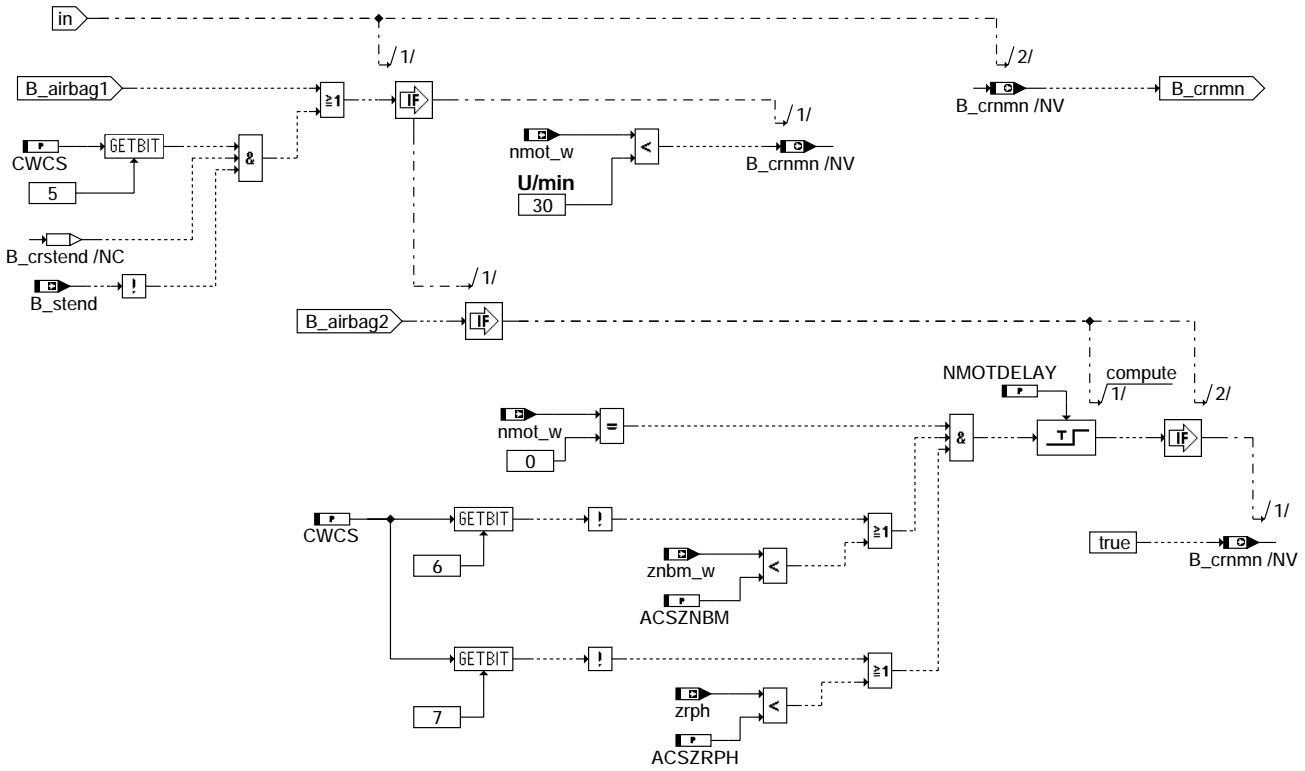 in
/1/
/2/
B_airbag1
≥1
IF
B_crnmn /NV
B_crnmn
/1/
CWCS
GETBIT
5
&
nmot_w
<
B_crnmn /NV
U/min
30
B_crstend /NC
B_stend
!
/1/
B_airbag2
IF
NMOTDELAY
compute
1/
/2/
nmot_w
=
0
&
T
IF
CWCS
GETBIT
!
≥1
6
znbm_w
<
ACSZNBM
/1/
true
B_crnmn /NV
GETBIT
!
≥1
7
zrph
<
ACSZRPH
P
P
P
P
P